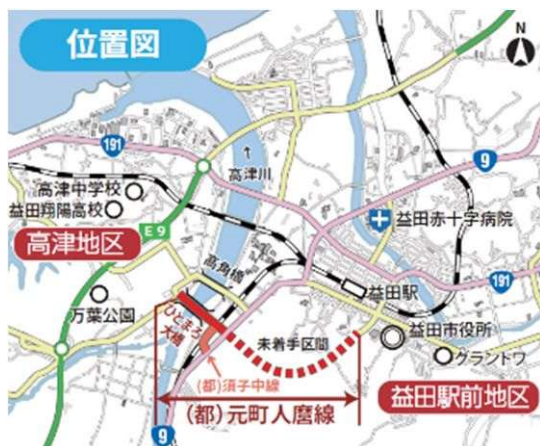 位置図
N
191
9
高津川
高津中学校
益田翔陽高校
E9
益田赤十字病院
高津地区
高角橋
191
益田駅
万葉公園
ひとまろ
大橋
未着手区間
益田市役所
グラントワ
(都)須子中線
益田駅前地区
(都)元町人麿線
9